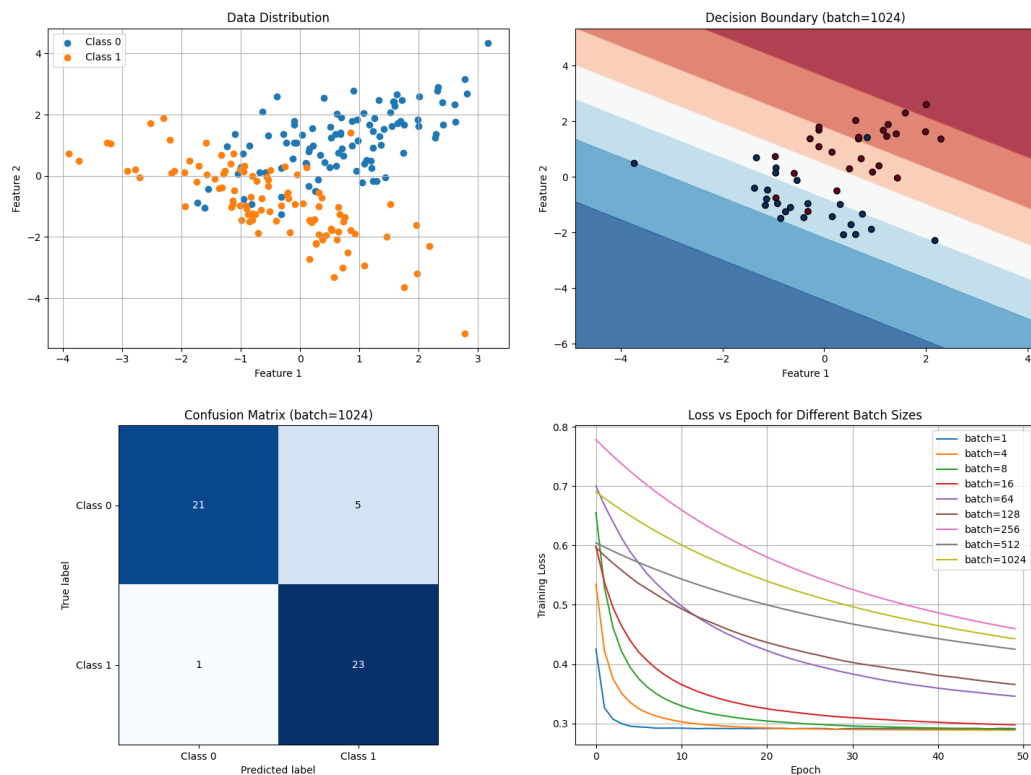 Data Distribution
Class 0
Class 1
4
2
0
−2
−4
Feature 2
−4
−3
−2
−1
0
1
2
3
Feature 1
Decision Boundary (batch=1024)
4
2
0
−2
−4
−6
Feature 2
−4
−2
0
2
4
Feature 1
Confusion Matrix (batch=1024)
Class 0
Class 1
True label
21
5
1
23
Class 0
Class 1
Predicted label
Loss vs Epoch for Different Batch Sizes
0.8
0.7
0.6
0.5
0.4
0.3
Training Loss
batch=1
batch=4
batch=8
batch=16
batch=64
batch=128
batch=256
batch=512
batch=1024
0
10
20
30
40
50
Epoch